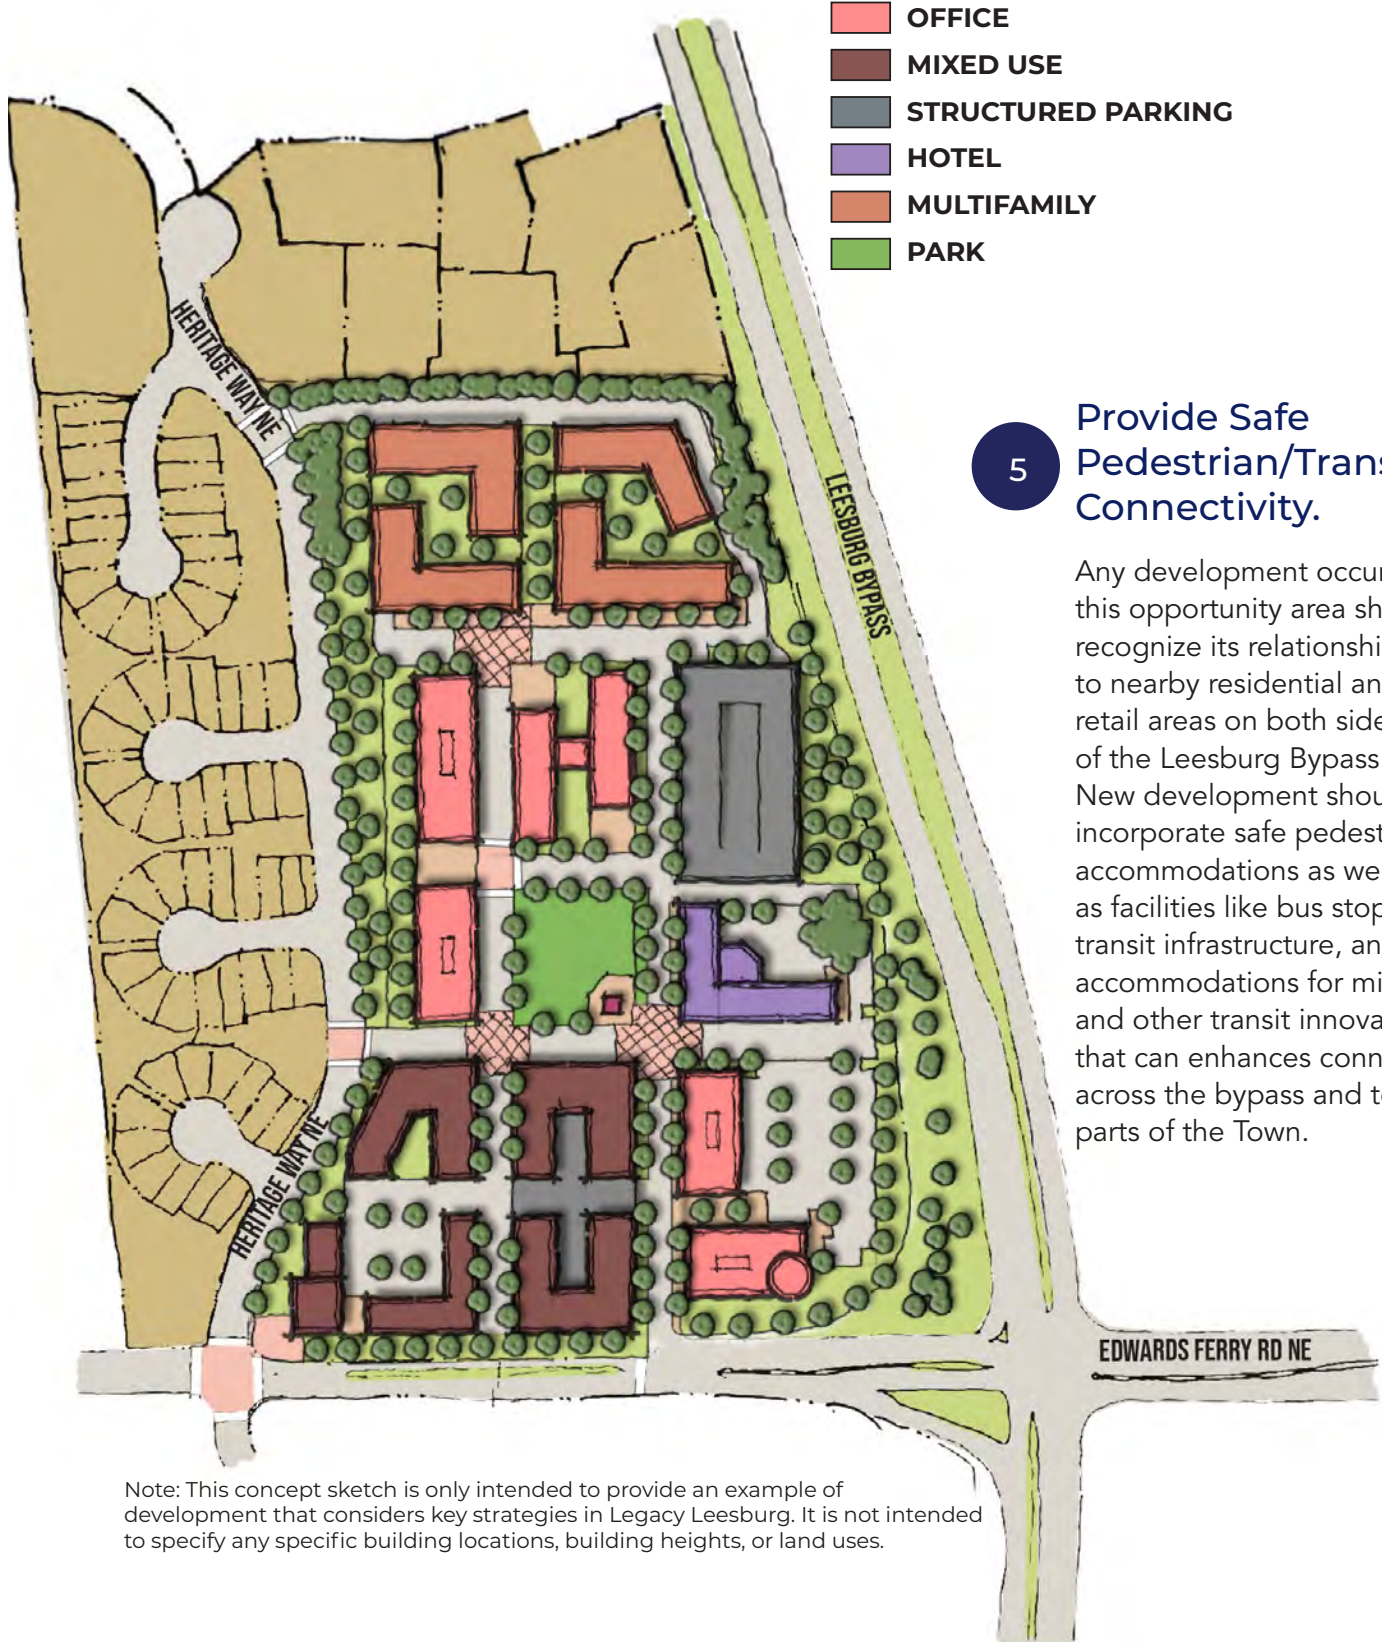 OFFICE
MIXED USE
STRUCTURED PARKING
HOTEL
MULTIFAMILY
PARK
HERITAGE WAY NE
LEESBURG BYPASS
HERITAGE WAY NE
EDWARDS FERRY RD NE
5
Provide Safe
Pedestrian/Trans
Connectivity.
Any development occur
this opportunity area sh
recognize its relationshi
to nearby residential an
retail areas on both side
of the Leesburg Bypass
New development shou
incorporate safe pedest
accommodations as we
as facilities like bus stop
transit infrastructure, an
accommodations for mi
and other transit innova
that can enhances conn
across the bypass and t
parts of the Town.
Note: This concept sketch is only intended to provide an example of
development that considers key strategies in Legacy Leesburg. It is not intended
to specify any specific building locations, building heights, or land uses.